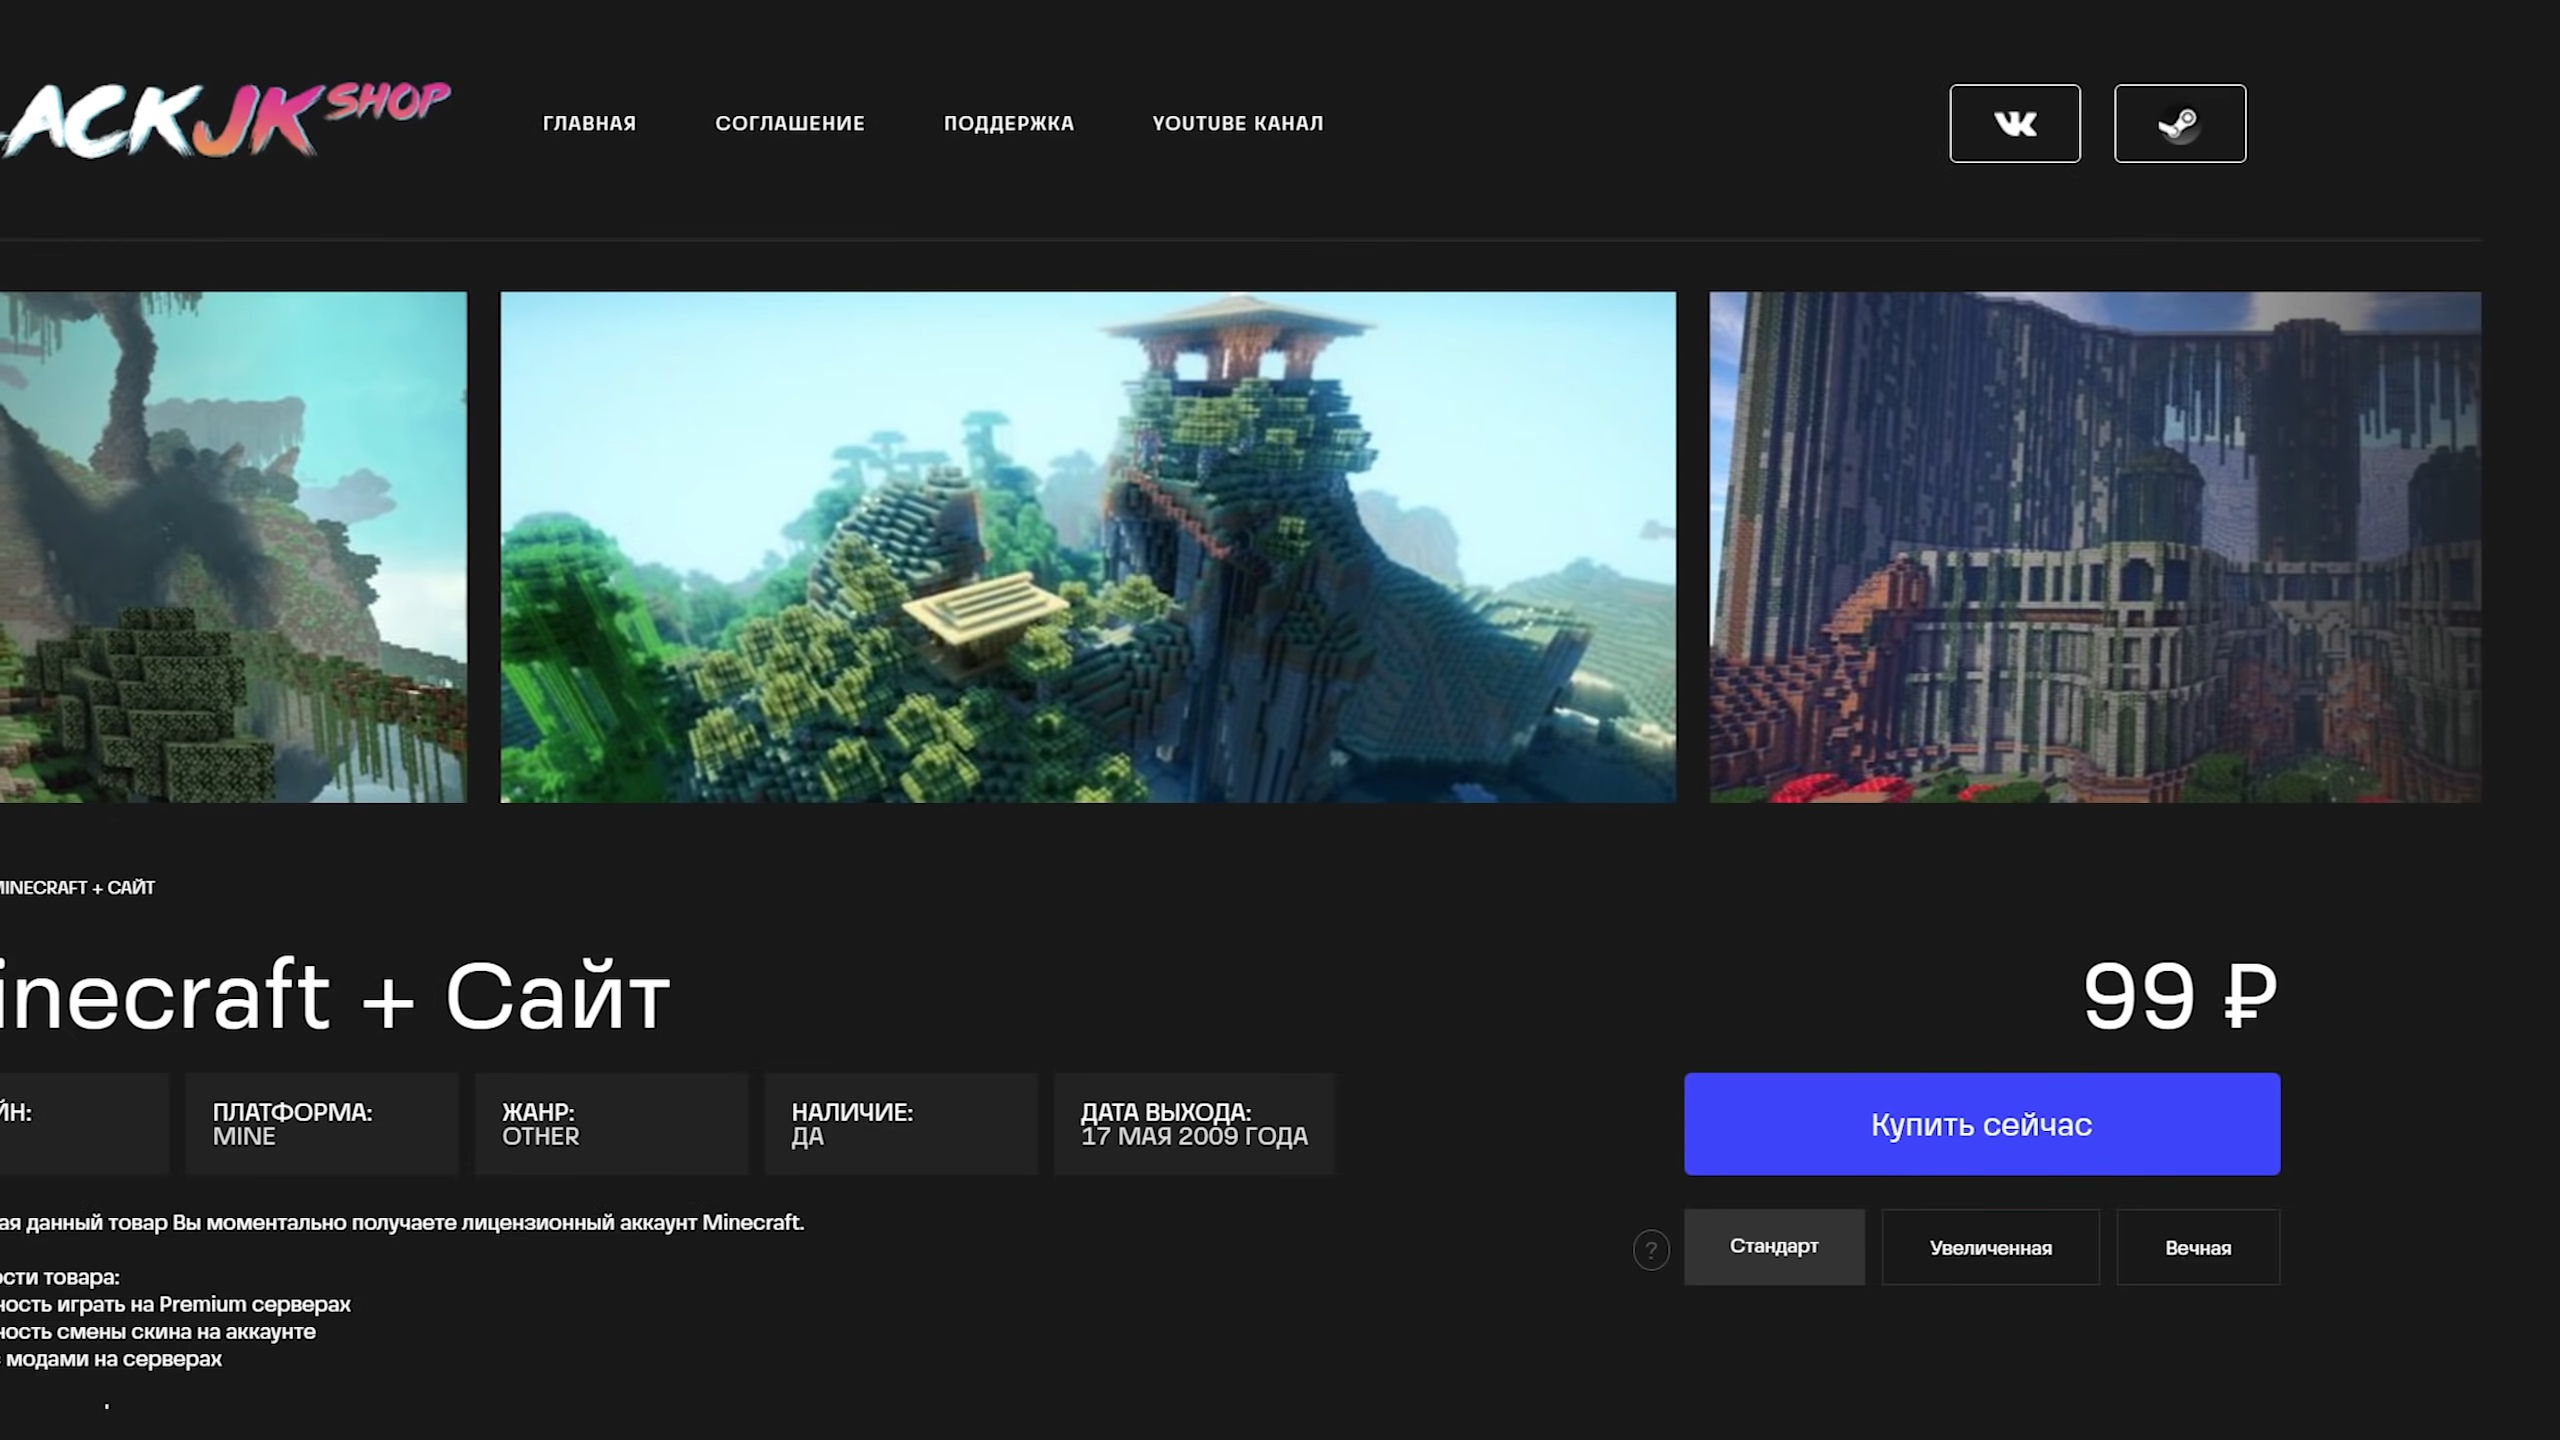 ACKJK SHOP
ГЛАВНАЯ
СОГЛАШЕНИЕ
ПОДДЕРЖКА
YOUTUBE КАНАЛ
MINECRAFT + САЙТ
inecraft + Сайт
99 ₽
ЙН:
ПЛАТФОРМА:
MINE
ЖАНР:
OTHER
НАЛИЧИЕ:
ДА
ДАТА ВЫХОДА:
17 МАЯ 2009 ГОДА
Купить сейчас
ая данный товар Вы моментально получаете лицензионный аккаунт Minecraft.
?
Стандарт
Увеличенная
Вечная
ости товара:
ность играть на Premium серверах
ность смены скина на аккаунте
с модами на серверах